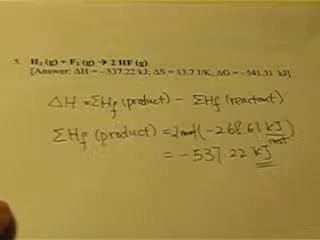 5. H₂ (g) + F₂ (g) → 2 HF (g)
[Answer: ΔH = −537.22 kJ; ΔS = 13.7 J/K, ΔG = −541.31 kJ]
ΔH = ΣHf (product) − ΣHf (reactant)
ΣHf (product) = 2 mol (−268.61 kJ/mol)
= −537.22 kJ